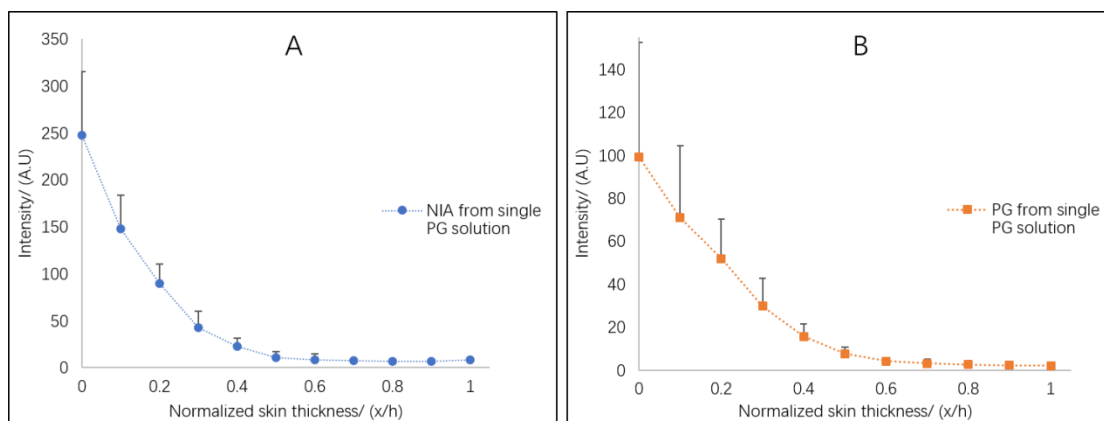 A
350
300
250
200
150
100
50
0
Intensity/ (A.U)
0 0.2 0.4 0.6 0.8 1
Normalized skin thickness/ (x/h)
NIA from single
PG solution
B
140
120
100
80
60
40
20
0
Intensity/ (A.U)
0 0.2 0.4 0.6 0.8 1
Normalized skin thickness/ (x/h)
PG from single
PG solution